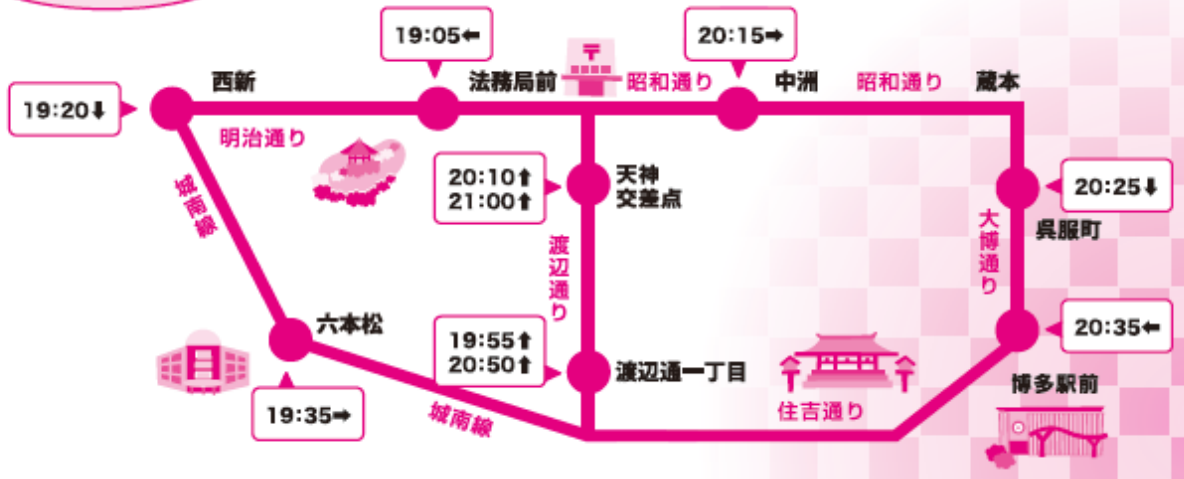 19:05←
20:15→
西新
法務局前
〒
昭和通り
中洲
昭和通り
蔵本
19:20↓
明治通り
城南線
20:10↑
21:00↑
天神
交差点
20:25↓
呉服町
渡辺通り
大博通り
六本松
19:55↑
20:50↑
渡辺通一丁目
20:35←
博多駅前
19:35→
城南線
住吉通り